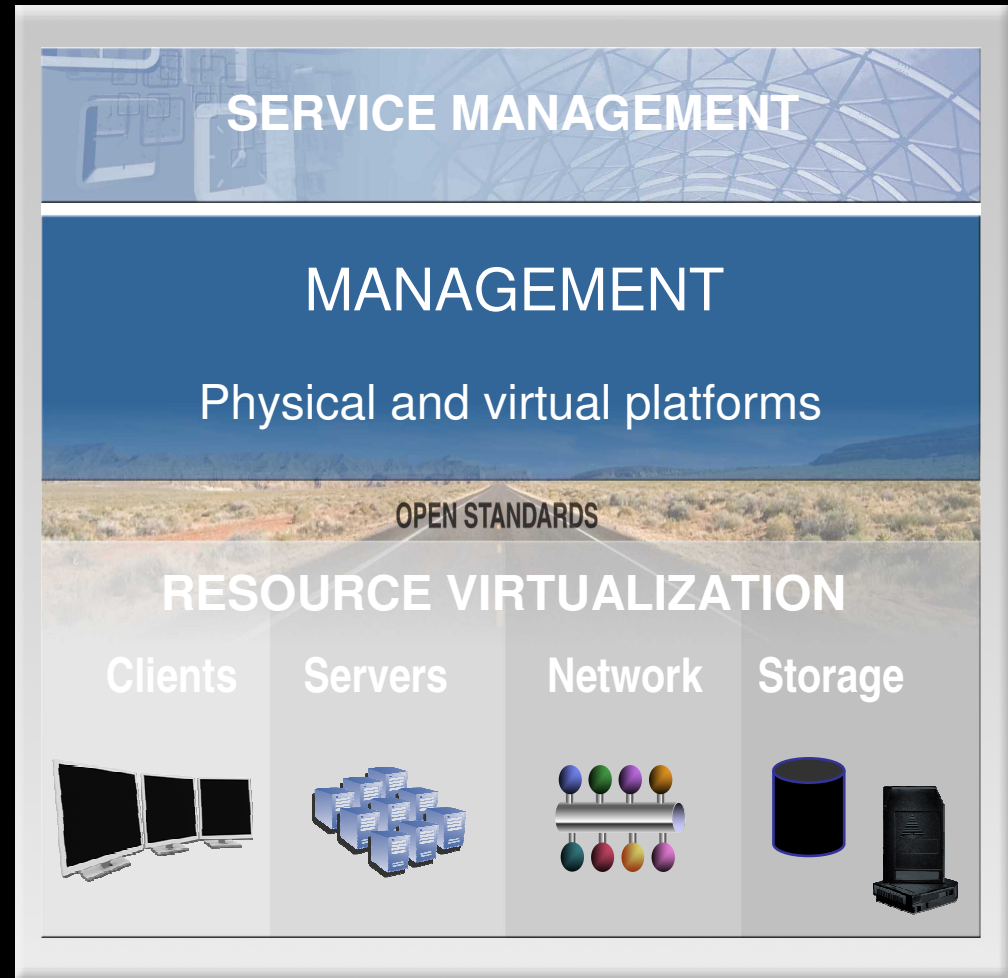 SERVICE MANAGEMENT
MANAGEMENT
Physical and virtual platforms
OPEN STANDARDS
RESOURCE VIRTUALIZATION
Clients Servers Network Storage